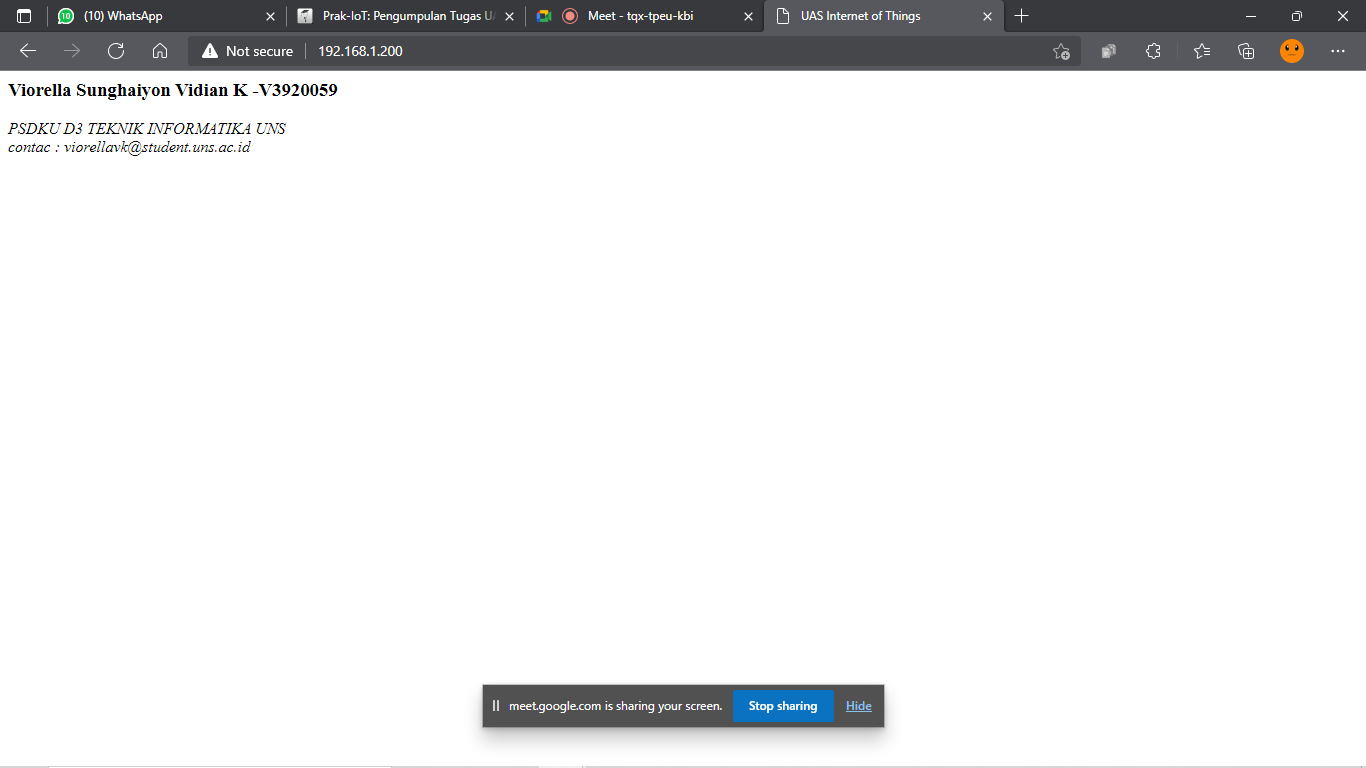 10 (10) WhatsApp
Prak-IoT: Pengumpulan Tugas U
Meet - tqx-tpeu-kbi
UAS Internet of Things
Not secure
192.168.1.200
Viorella Sunghaiyon Vidian K -V3920059
PSDKU D3 TEKNIK INFORMATIKA UNS
contac : viorellavk@student.uns.ac.id
meet.google.com is sharing your screen.
Stop sharing
Hide